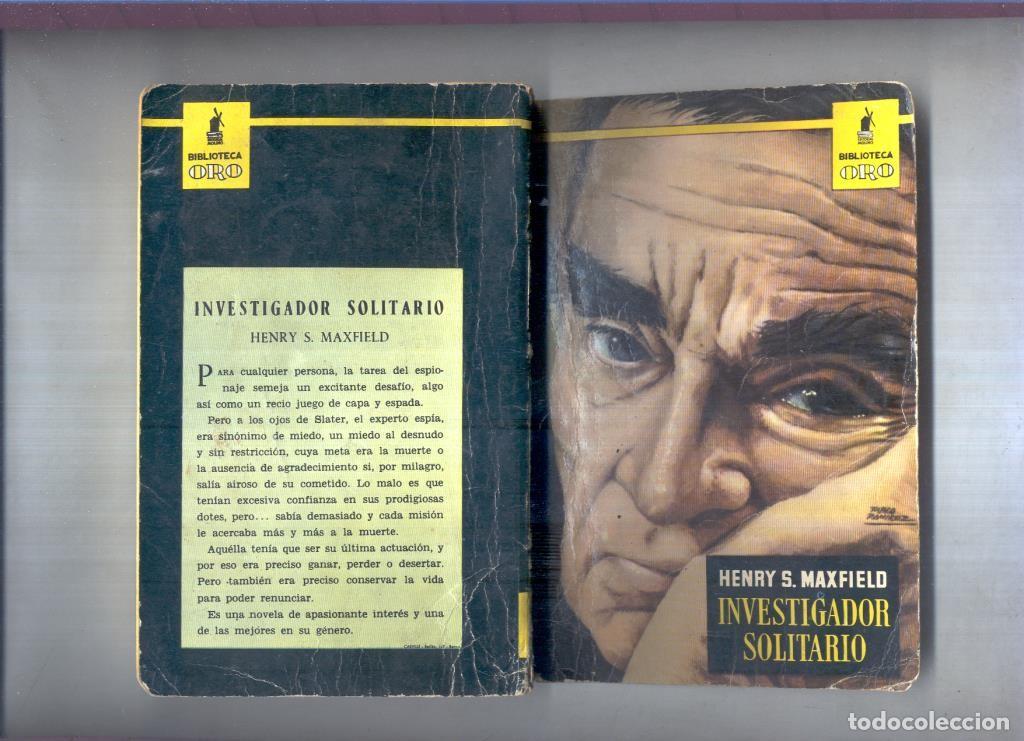 EDITORIAL
MOLINO
BIBLIOTECA
ORO
INVESTIGADOR SOLITARIO
HENRY S. MAXFIELD
PARA cualquier persona, la tarea del espio-
naje semeja un excitante desafío, algo
así como un recio juego de capa y espada.
Pero a los ojos de Slater, el experto espía,
era sinónimo de miedo, un miedo al desnudo
y sin restricción, cuya meta era la muerte o
la ausencia de agradecimiento si, por milagro,
salía airoso de su cometido. Lo malo es que
tenían excesiva confianza en sus prodigiosas
dotes, pero... sabía demasiado y cada misión
le acercaba más y más a la muerte.
Aquélla tenía que ser su última actuación, y
por eso era preciso ganar, perder o desertar.
Pero también era preciso conservar la vida
para poder renunciar.
Es una novela de apasionante interés y una
de las mejores en su género.
EDITORIAL
MOLINO
BIBLIOTECA
ORO
HENRY S. MAXFIELD
INVESTIGADOR
SOLITARIO
todocoleccion